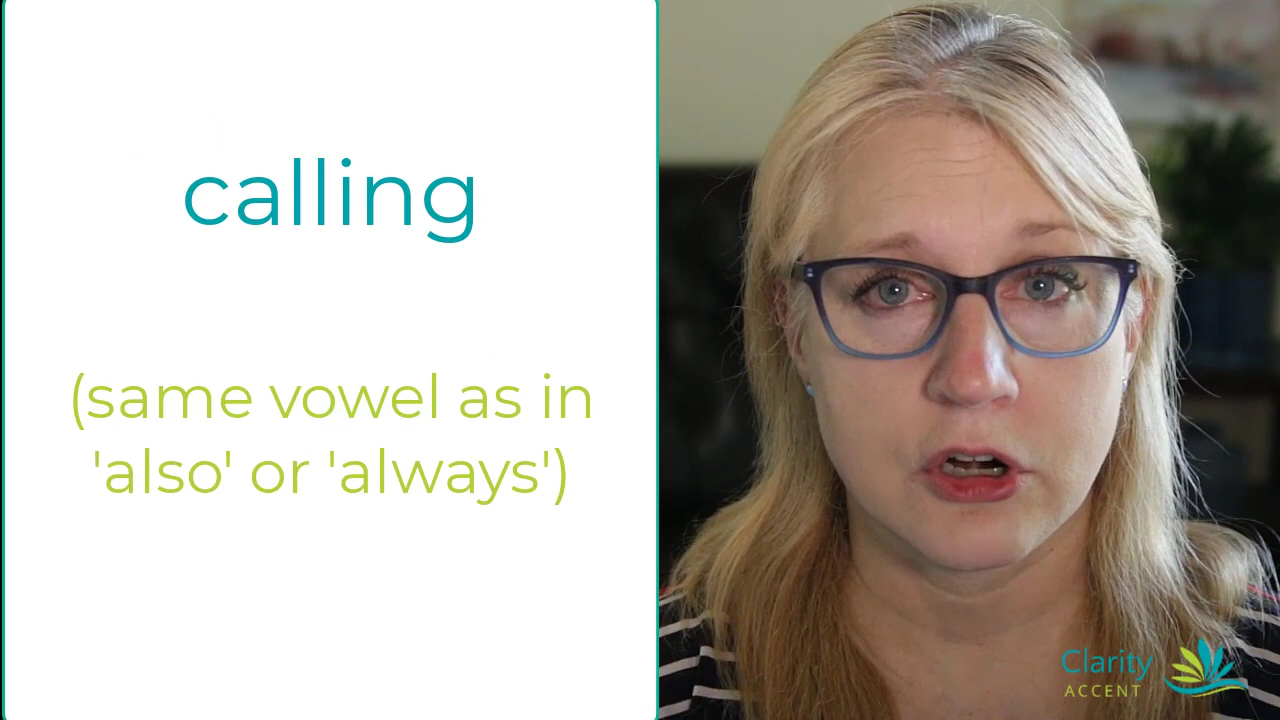 calling
(same vowel as in
'also' or 'always')
Clarity
ACCENT